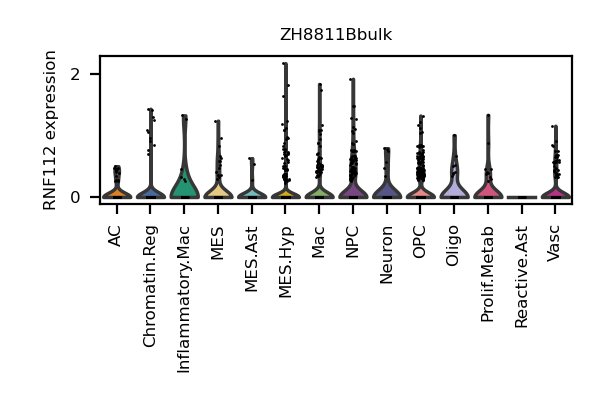 ZH8811Bbulk
RNF112 expression
2
0
AC
Chromatin.Reg
Inflammatory.Mac
MES
MES.Ast
MES.Hyp
Mac
NPC
Neuron
OPC
Oligo
Prolif.Metab
Reactive.Ast
Vasc